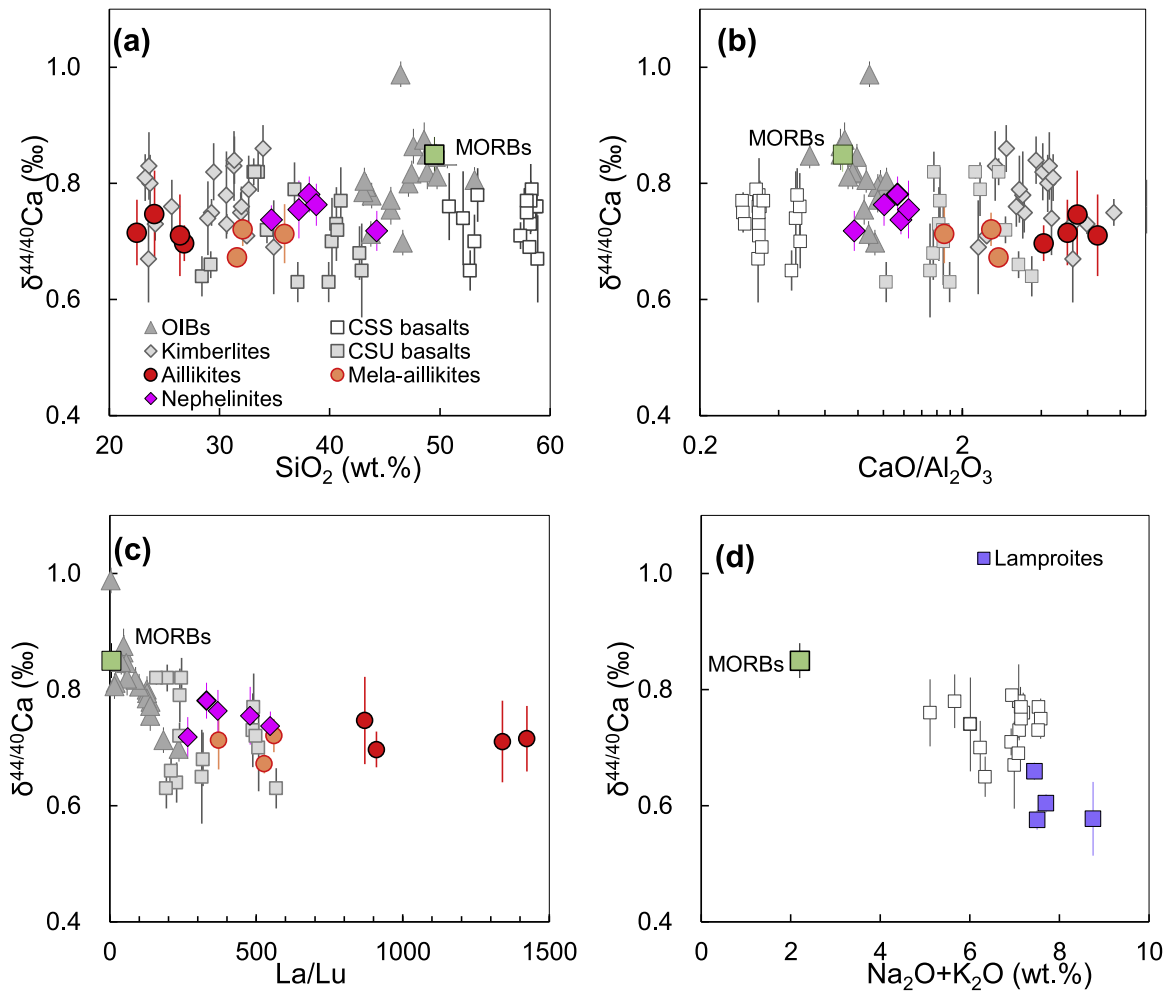 (a)
1.0
0.8
0.6
0.4
δ44/40Ca (‰)
MORBs
OIBs
CSS basalts
Kimberlites
CSU basalts
Aillikites
Mela-aillikites
Nephelinites
20 30 40 50 60
SiO2 (wt.%)
(b)
1.0
0.8
0.6
0.4
δ44/40Ca (‰)
MORBs
0.2 2
CaO/Al2O3
(c)
1.0
0.8
0.6
0.4
δ44/40Ca (‰)
MORBs
0 500 1000 1500
La/Lu
(d)
Lamproites
1.0
0.8
0.6
0.4
δ44/40Ca (‰)
MORBs
0 2 4 6 8 10
Na2O+K2O (wt.%)